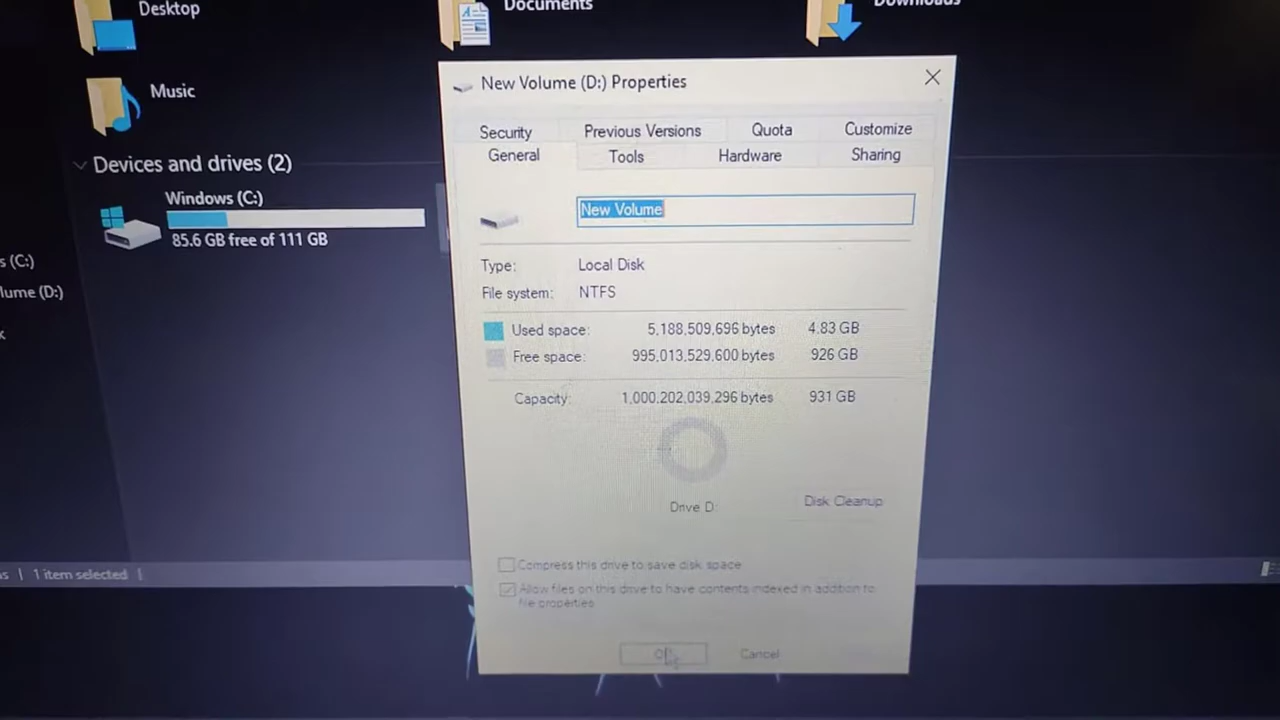 Desktop
Documents
Downloads
Music
Devices and drives (2)
Windows (C:)
85.6 GB free of 111 GB
s (C:)
lume (D:)
1 item selected
New Volume (D:) Properties
Security Previous Versions Quota Customize
General Tools Hardware Sharing
New Volume
Type: Local Disk
File system: NTFS
Used space: 5,188,509,696 bytes 4.83 GB
Free space: 995,013,529,600 bytes 926 GB
Capacity: 1,000,202,039,296 bytes 931 GB
Drive D:
Disk Cleanup
Compress this drive to save disk space
Allow files on this drive to have contents indexed in addition to
file properties
Cancel